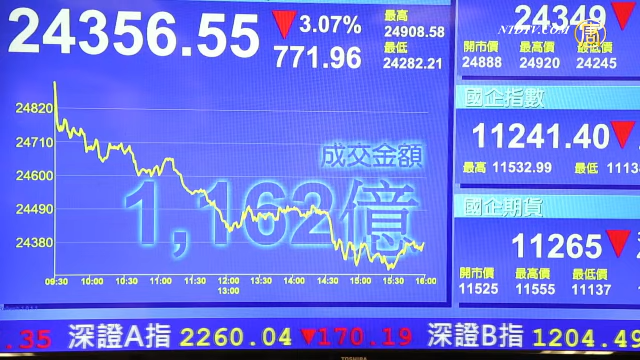 24356.55 ▼ 3.07%
771.96
最高
24908.58
最低
24282.21
24820
24710
24600
24490
24380
成交金額
1,162億
09:30 10:00 10:30 11:00 11:30 12:00 13:30 14:00 14:30 15:00 15:30 16:00
13:00
24349 ▼
NTDTV.COM
開市價 最高價 最低價
24888 24920 24245
國企指數
11241.40 ▼
最高 11532.99 最低
國企期貨
11265 ▼
開市價 最高價 最低價
11525 11555 11137
.35 深證A指 2260.04 ▼170.19 深證B指 1204.49
TOSHIBA